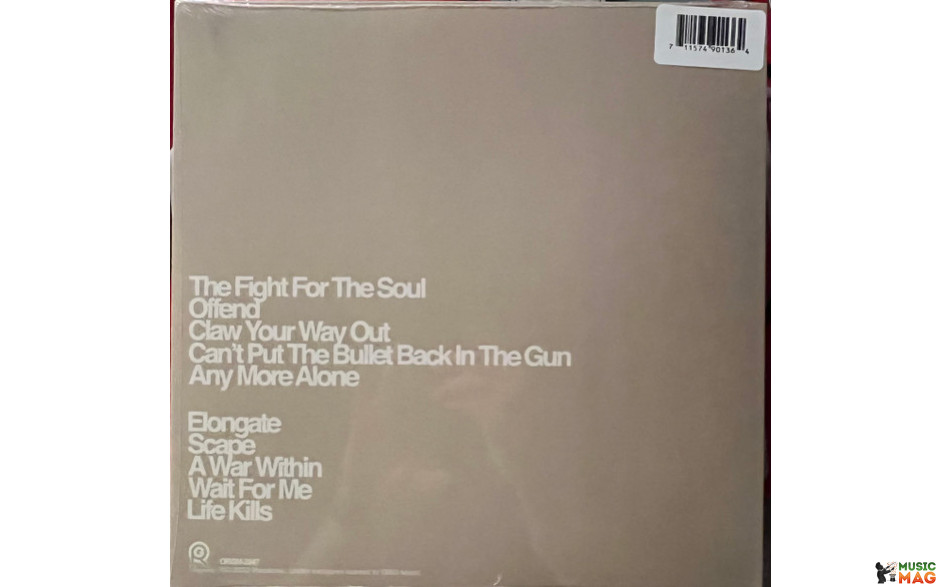 7 11574 90136 4
The Fight For The Soul
Offend
Claw Your Way Out
Can't Put The Bullet Back In The Gun
Any More Alone
Elongate
Scape
A War Within
Wait For Me
Life Kills
MUSIC
MAG